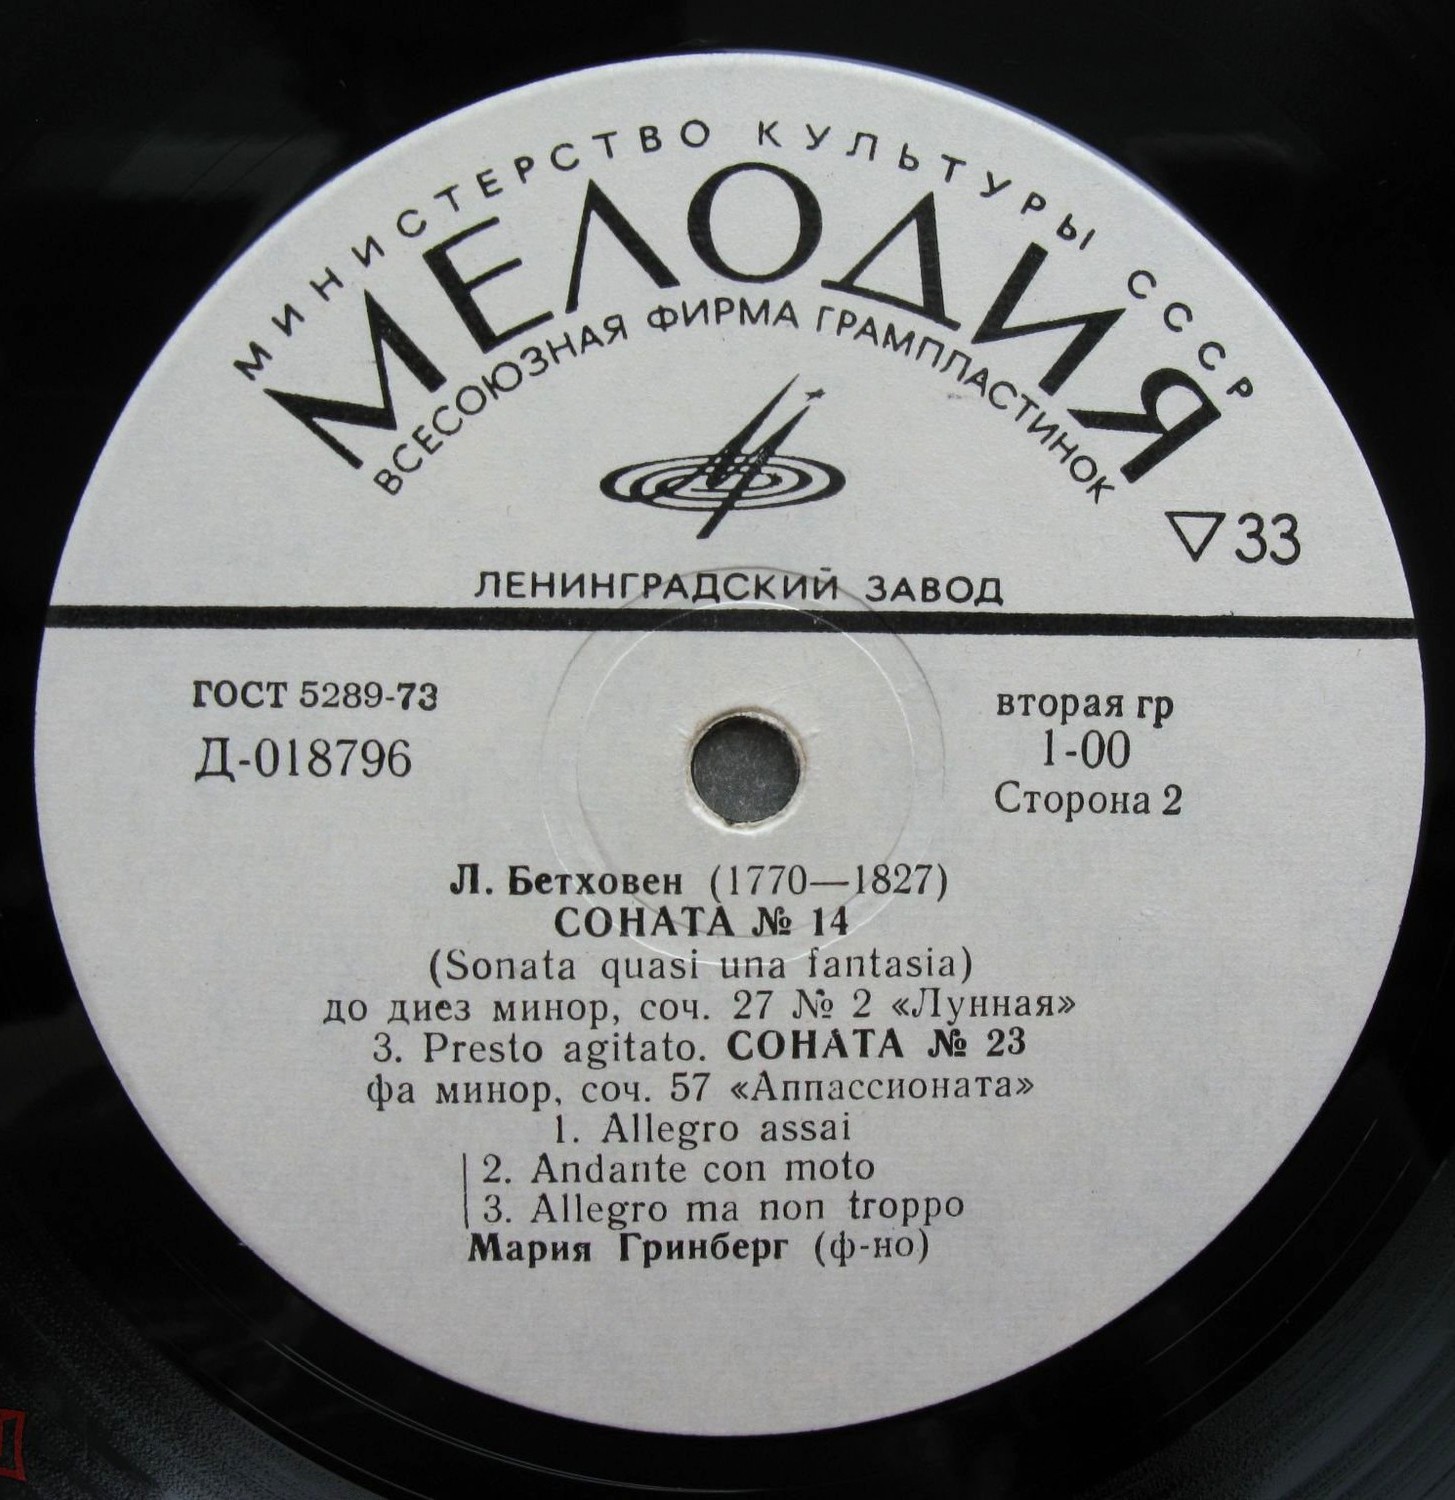 МИНИСТЕРСТВО КУЛЬТУРЫ СССР
МЕЛОДИЯ
ВСЕСОЮЗНАЯ ФИРМА ГРАМПЛАСТИНОК
▽33
ЛЕНИНГРАДСКИЙ ЗАВОД
ГОСТ 5289-73
Д-018796
вторая гр
1-00
Сторона 2
Л. Бетховен (1770—1827)
СОНАТА № 14
(Sonata quasi una fantasia)
до диез минор, соч. 27 № 2 «Лунная»
3. Presto agitato. СОНАТА № 23
фа минор, соч. 57 «Аппассионата»
1. Allegro assai
2. Andante con moto
3. Allegro ma non troppo
Мария Гринберг (ф-но)